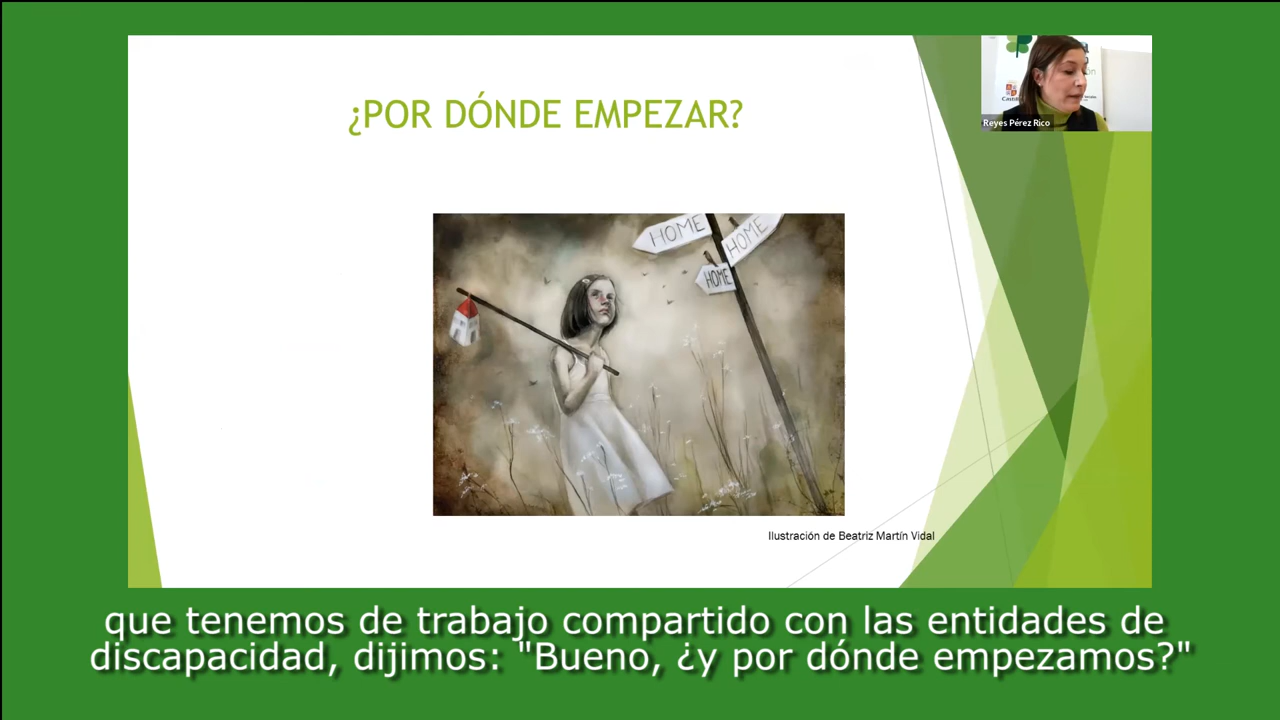 ¿POR DÓNDE EMPEZAR?
Reyes Pérez Rico
HOME
HOME
HOME
Ilustración de Beatriz Martín Vidal
que tenemos de trabajo compartido con las entidades de
discapacidad, dijimos: "Bueno, ¿y por dónde empezamos?"